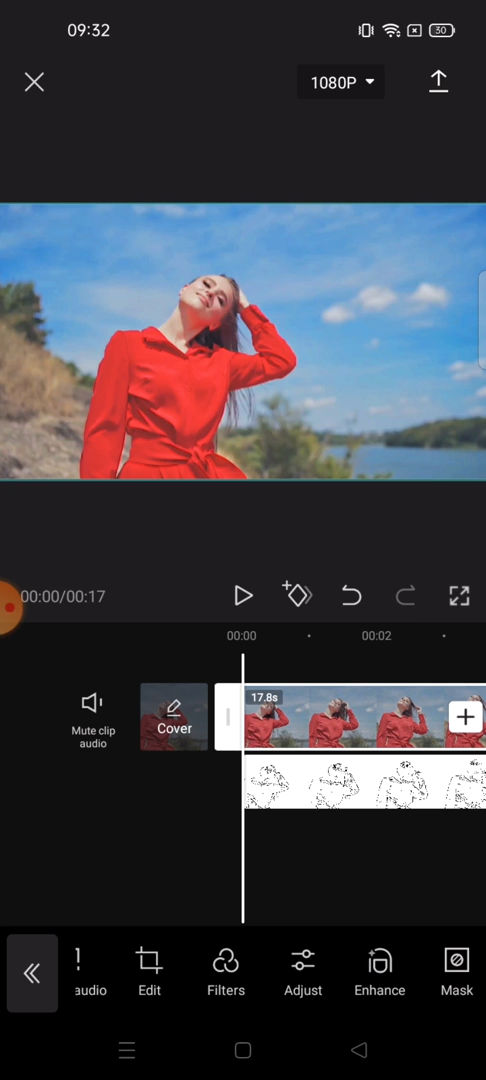 09:32
30
1080P
00:00/00:17
00:00
00:02
17.8s
Mute clip
audio
Cover
audio
Edit
Filters
Adjust
Enhance
Mask